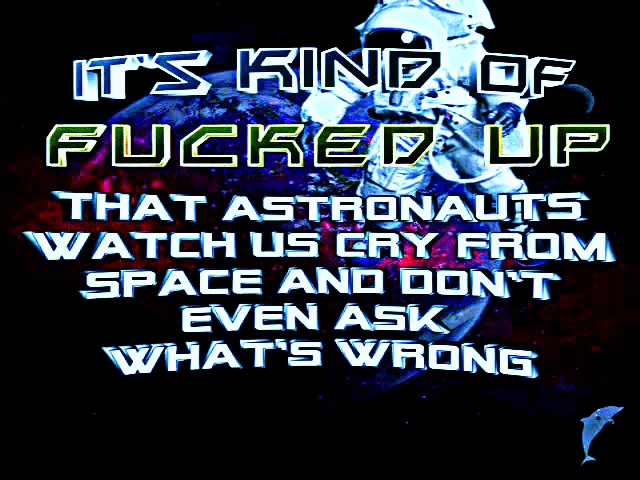 IT'S KIND OF
FUCKED UP
THAT ASTRONAUTS
WATCH US CRY FROM
SPACE AND DON'T
EVEN ASK
WHAT'S WRONG